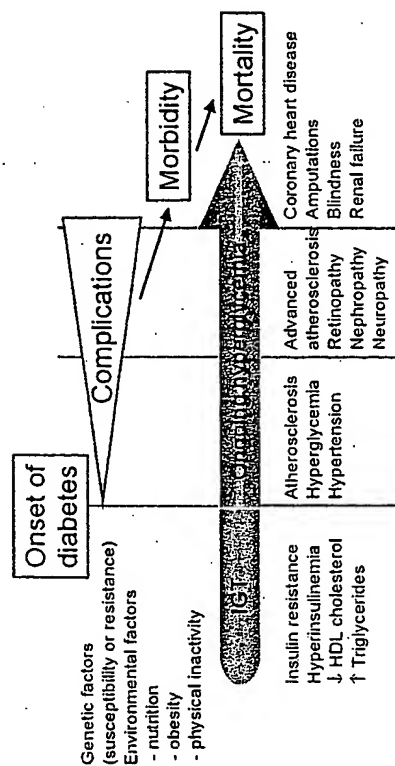 Genetic factors
(susceptibility or resistance)
Environmental factors
- nutrition
- obesity
- physical inactivity
Onset of
diabetes
Complications
Morbidity
Mortality
IGT
hyperglycemia
Insulin resistance
Hyperinsulinemia
↓ HDL cholesterol
↑ Triglycerides
Atherosclerosis
Hyperglycemia
Hypertension
Advanced
atherosclerosis
Retinopathy
Nephropathy
Neuropathy
Coronary heart disease
Amputations
Blindness
Renal failure